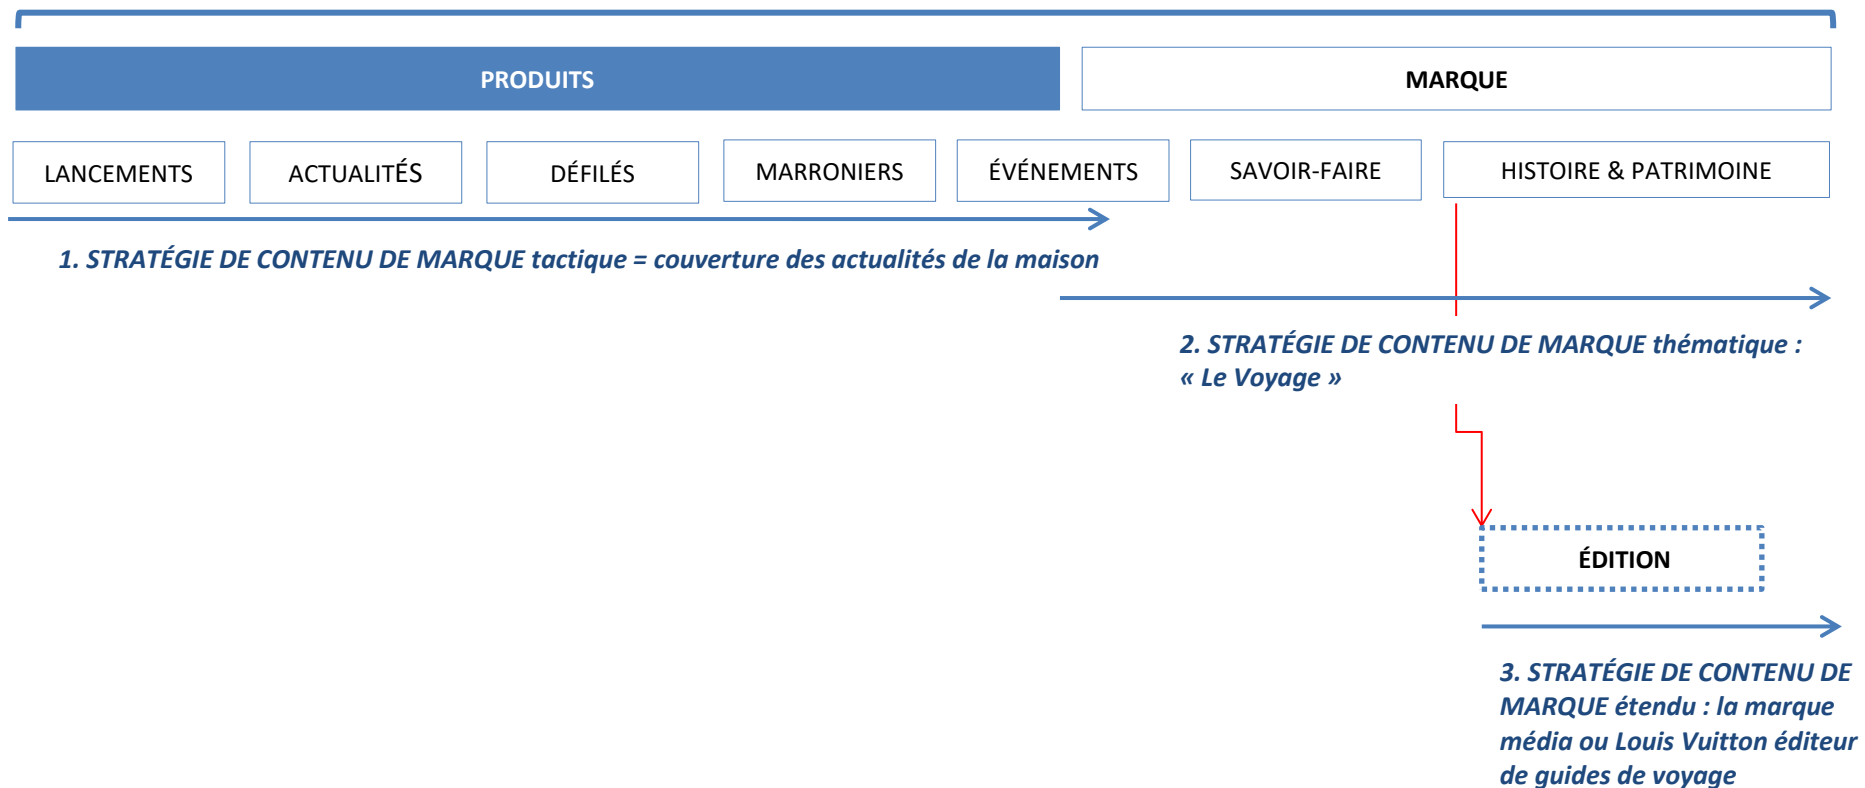 PRODUITS
MARQUE
LANCEMENTS
ACTUALITÉS
DÉFILÉS
MARRONIERS
ÉVÉNEMENTS
SAVOIR-FAIRE
HISTOIRE & PATRIMOINE
1. STRATÉGIE DE CONTENU DE MARQUE tactique = couverture des actualités de la maison
2. STRATÉGIE DE CONTENU DE MARQUE thématique :
« Le Voyage »
ÉDITION
3. STRATÉGIE DE CONTENU DE
MARQUE étendu : la marque
média ou Louis Vuitton éditeur
de guides de voyage